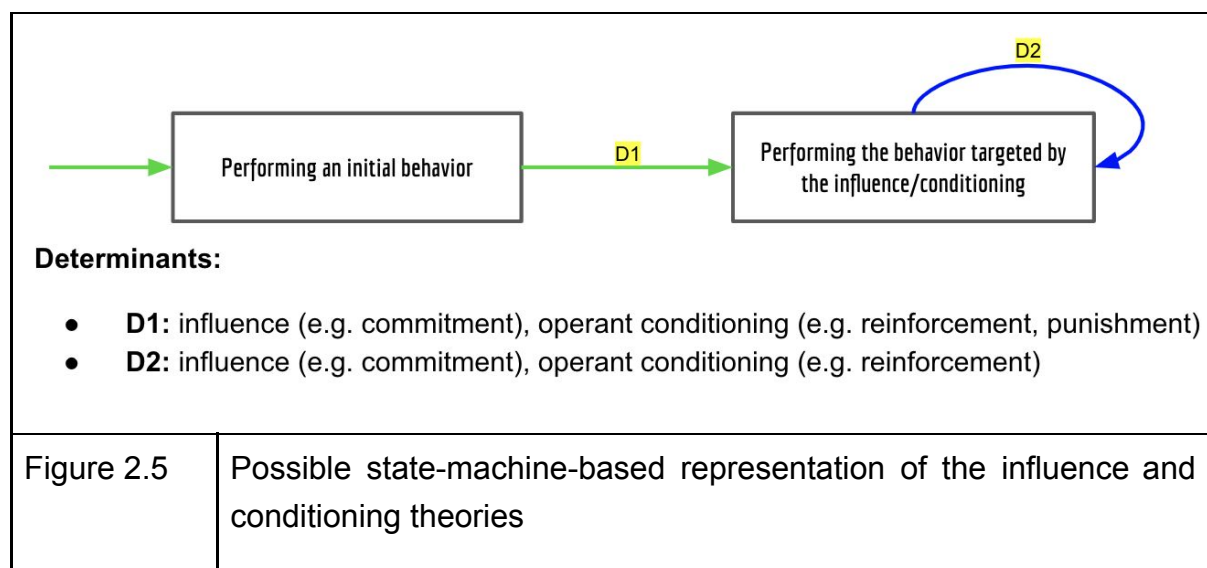 D2
Performing an initial behavior
D1
Performing the behavior targeted by
the influence/conditioning
Determinants:
● D1: influence (e.g. commitment), operant conditioning (e.g. reinforcement, punishment)
● D2: influence (e.g. commitment), operant conditioning (e.g. reinforcement)
Figure 2.5
Possible state-machine-based representation of the influence and
conditioning theories